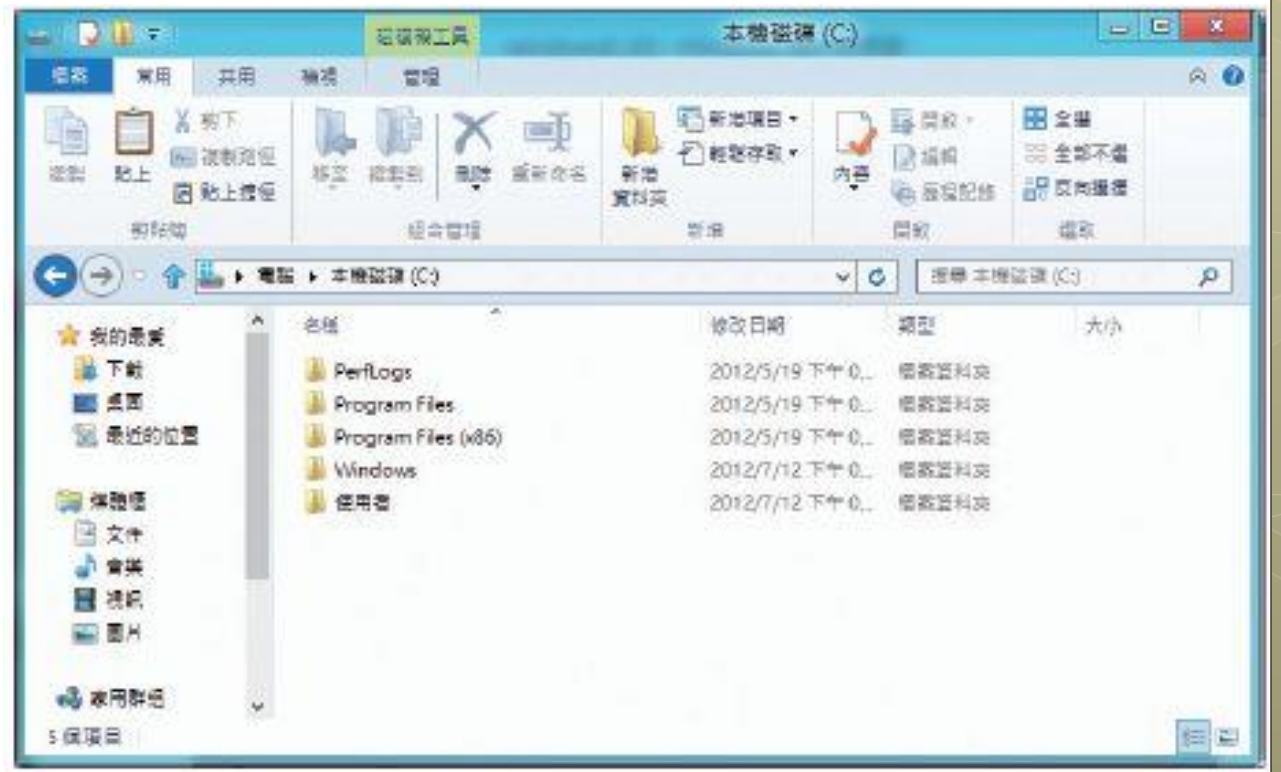 磁碟機工具 本機磁碟 (C:)
檔案 常用 共用 檢視 管理
複製 貼上 剪下 複製路徑 貼上捷徑
移至 複製到 刪除 重新命名
新增資料夾 新增項目 輕鬆存取
內容 開啟 編輯 歷程記錄
全選 全部不選 反向選擇
剪貼簿 組合管理 新增 開啟 選取
電腦 本機磁碟 (C:) 搜尋 本機磁碟 (C:)
名稱 修改日期 類型 大小
我的最愛
下載
桌面
最近的位置
媒體櫃
文件
音樂
視訊
圖片
家用群組
PerfLogs 2012/5/19 下午 0... 檔案資料夾
Program Files 2012/5/19 下午 0... 檔案資料夾
Program Files (x86) 2012/5/19 下午 0... 檔案資料夾
Windows 2012/7/12 下午 0... 檔案資料夾
使用者 2012/7/12 下午 0... 檔案資料夾
5 個項目